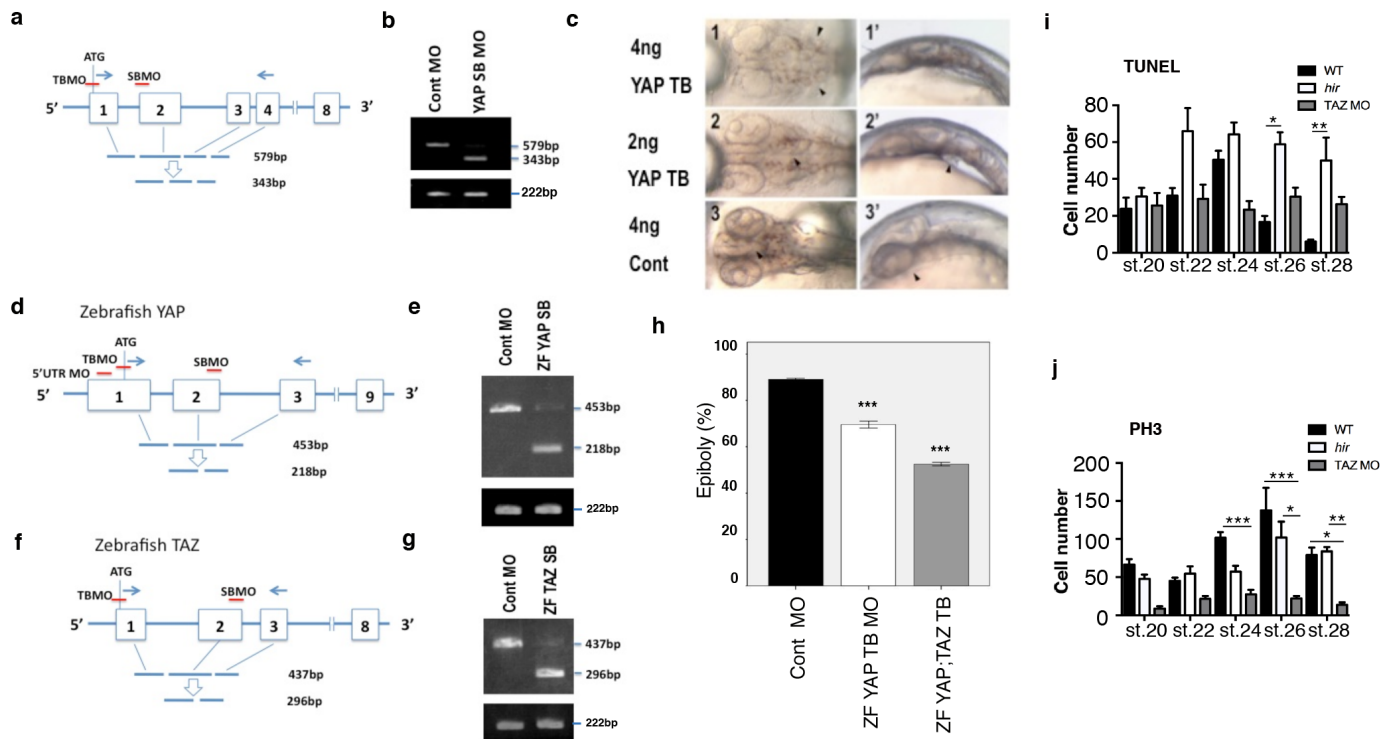 a
ATG
TBMO
SBMO
5’
1
2
3
4
8
3’
579bp
343bp
b
Cont MO
YAP SB MO
579bp
343bp
222bp
c
4ng
YAP TB
1
1’
2ng
YAP TB
2
2’
4ng
Cont
3
3’
d
Zebrafish YAP
ATG
TBMO
5’UTR MO
SBMO
5’
1
2
3
9
3’
453bp
218bp
e
Cont MO
ZF YAP SB
453bp
218bp
222bp
f
Zebrafish TAZ
ATG
TBMO
SBMO
5’
1
2
3
8
3’
437bp
296bp
g
Cont MO
ZF TAZ SB
437bp
296bp
222bp
h
Epiboly (%)
100
80
60
40
20
0
***
***
Cont MO
ZF YAP TB MO
ZF YAP;TAZ TB
i
TUNEL
WT
hir
TAZ MO
Cell number
80
60
40
20
0
*
**
st.20 st.22 st.24 st.26 st.28
j
PH3
WT
hir
TAZ MO
Cell number
200
150
100
50
0
***
***
*
**
*
st.20 st.22 st.24 st.26 st.28